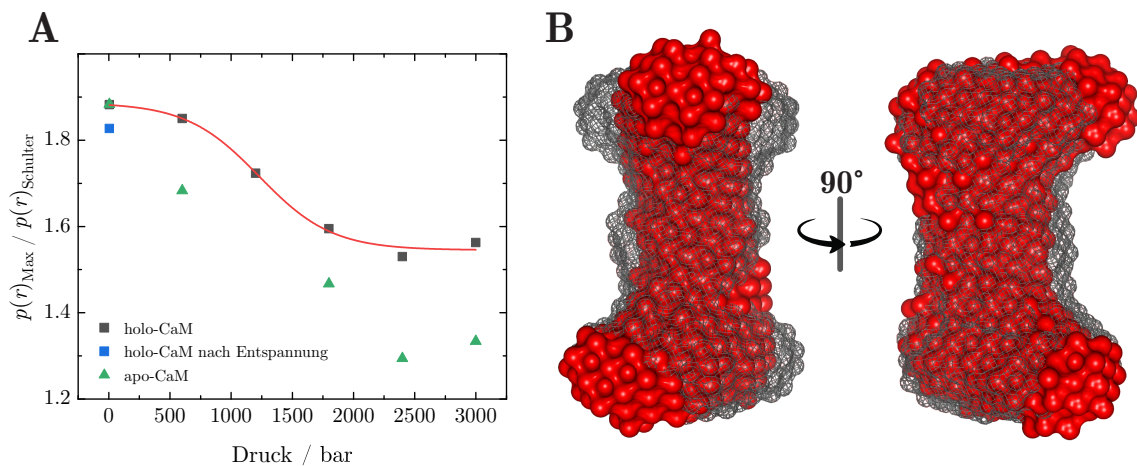 A
p(r)Max / p(r)Schulter
1.8
1.6
1.4
1.2
holo-CaM
holo-CaM nach Entspannung
apo-CaM
0 500 1000 1500 2000 2500 3000
Druck / bar
B
90°